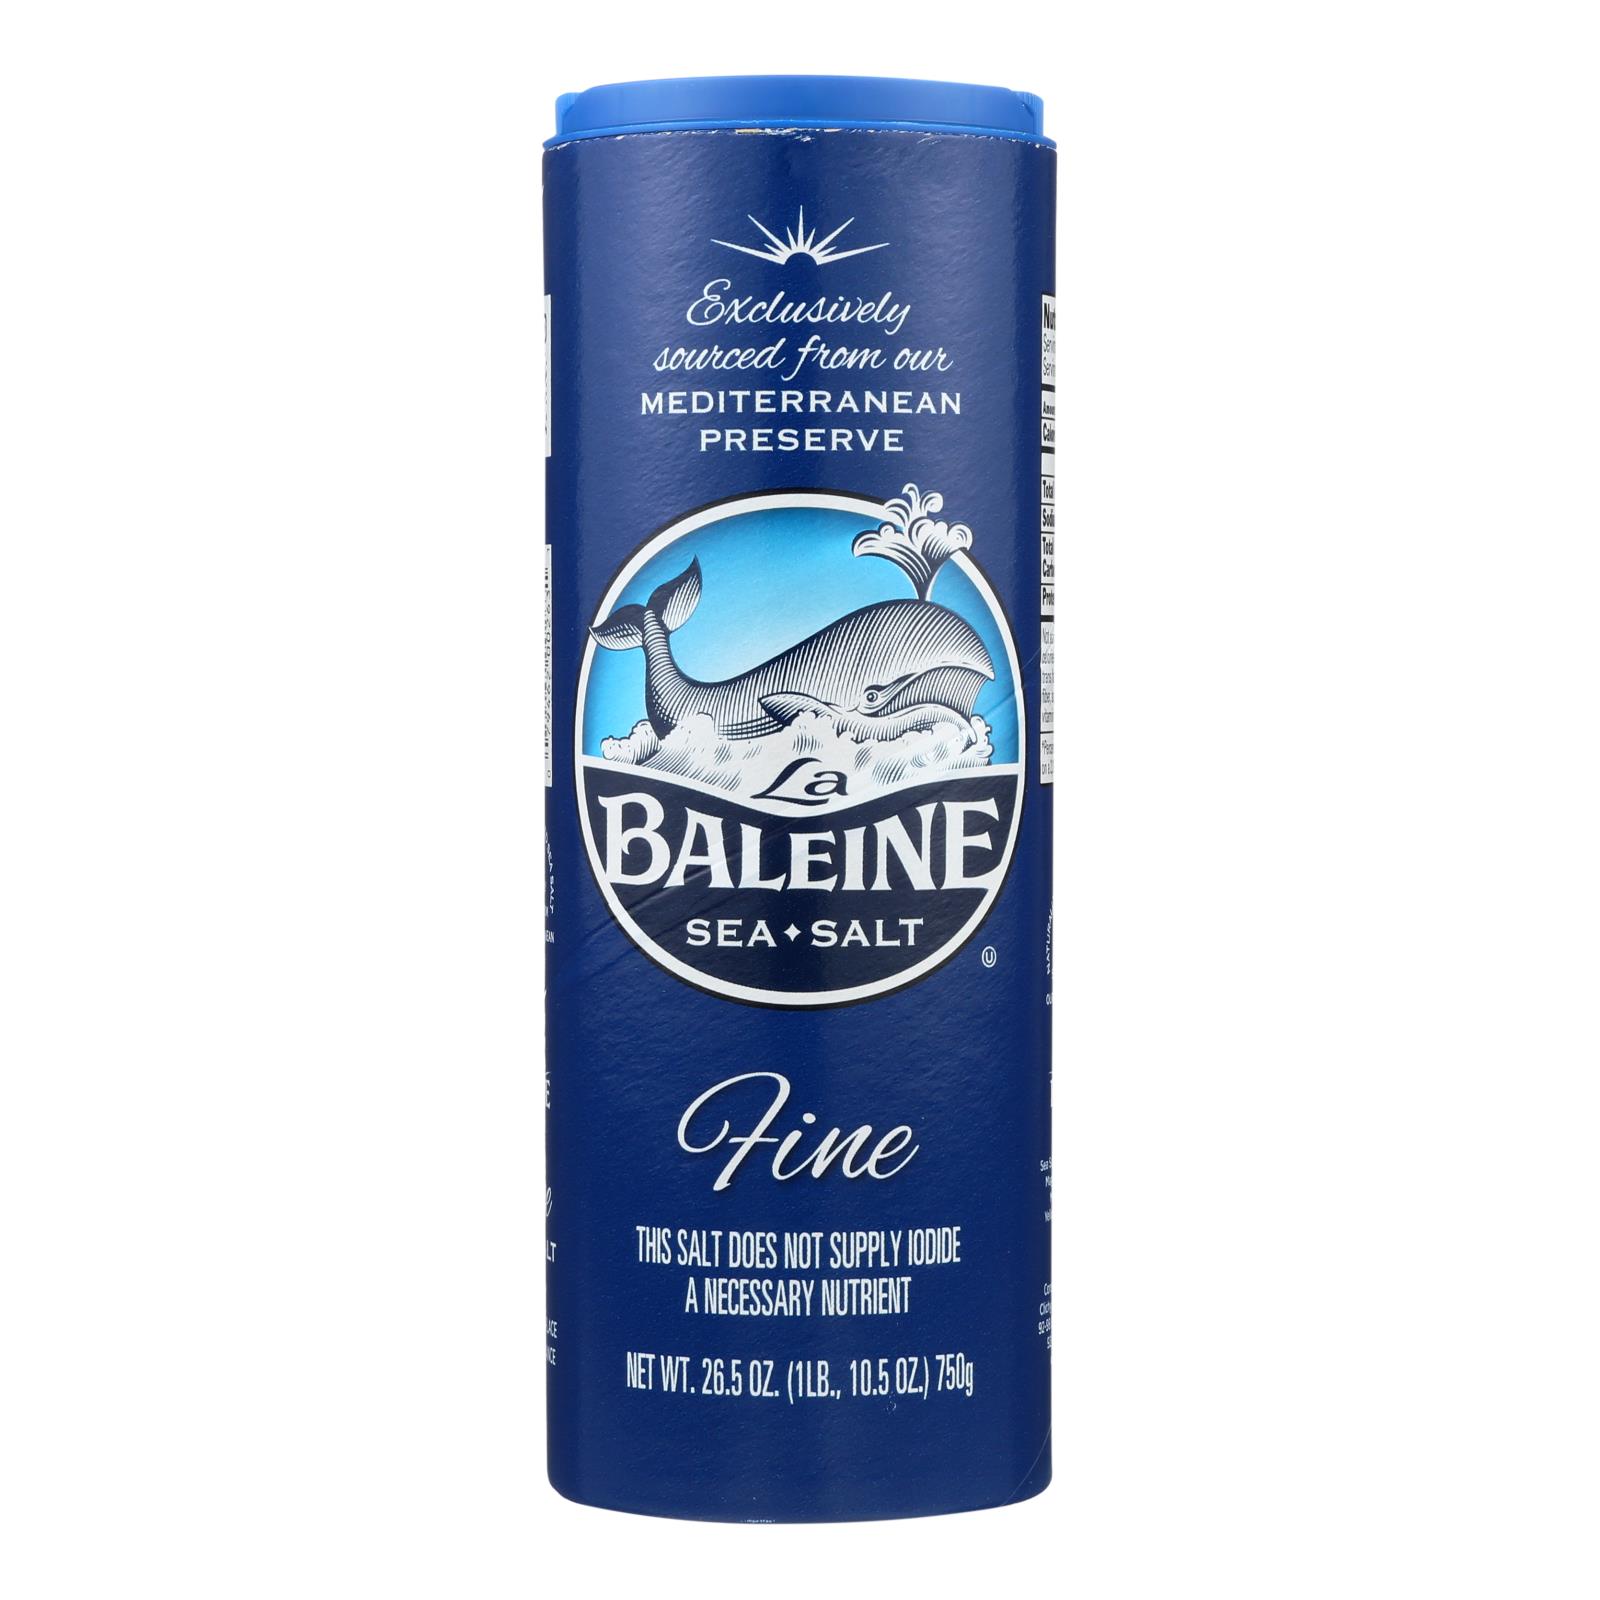 Exclusively
sourced from our
MEDITERRANEAN
PRESERVE
La
BALEINE
SEA✦SALT
Ⓤ
Fine
THIS SALT DOES NOT SUPPLY IODIDE
A NECESSARY NUTRIENT
NET WT. 26.5 OZ. (1LB., 10.5 OZ.) 750g